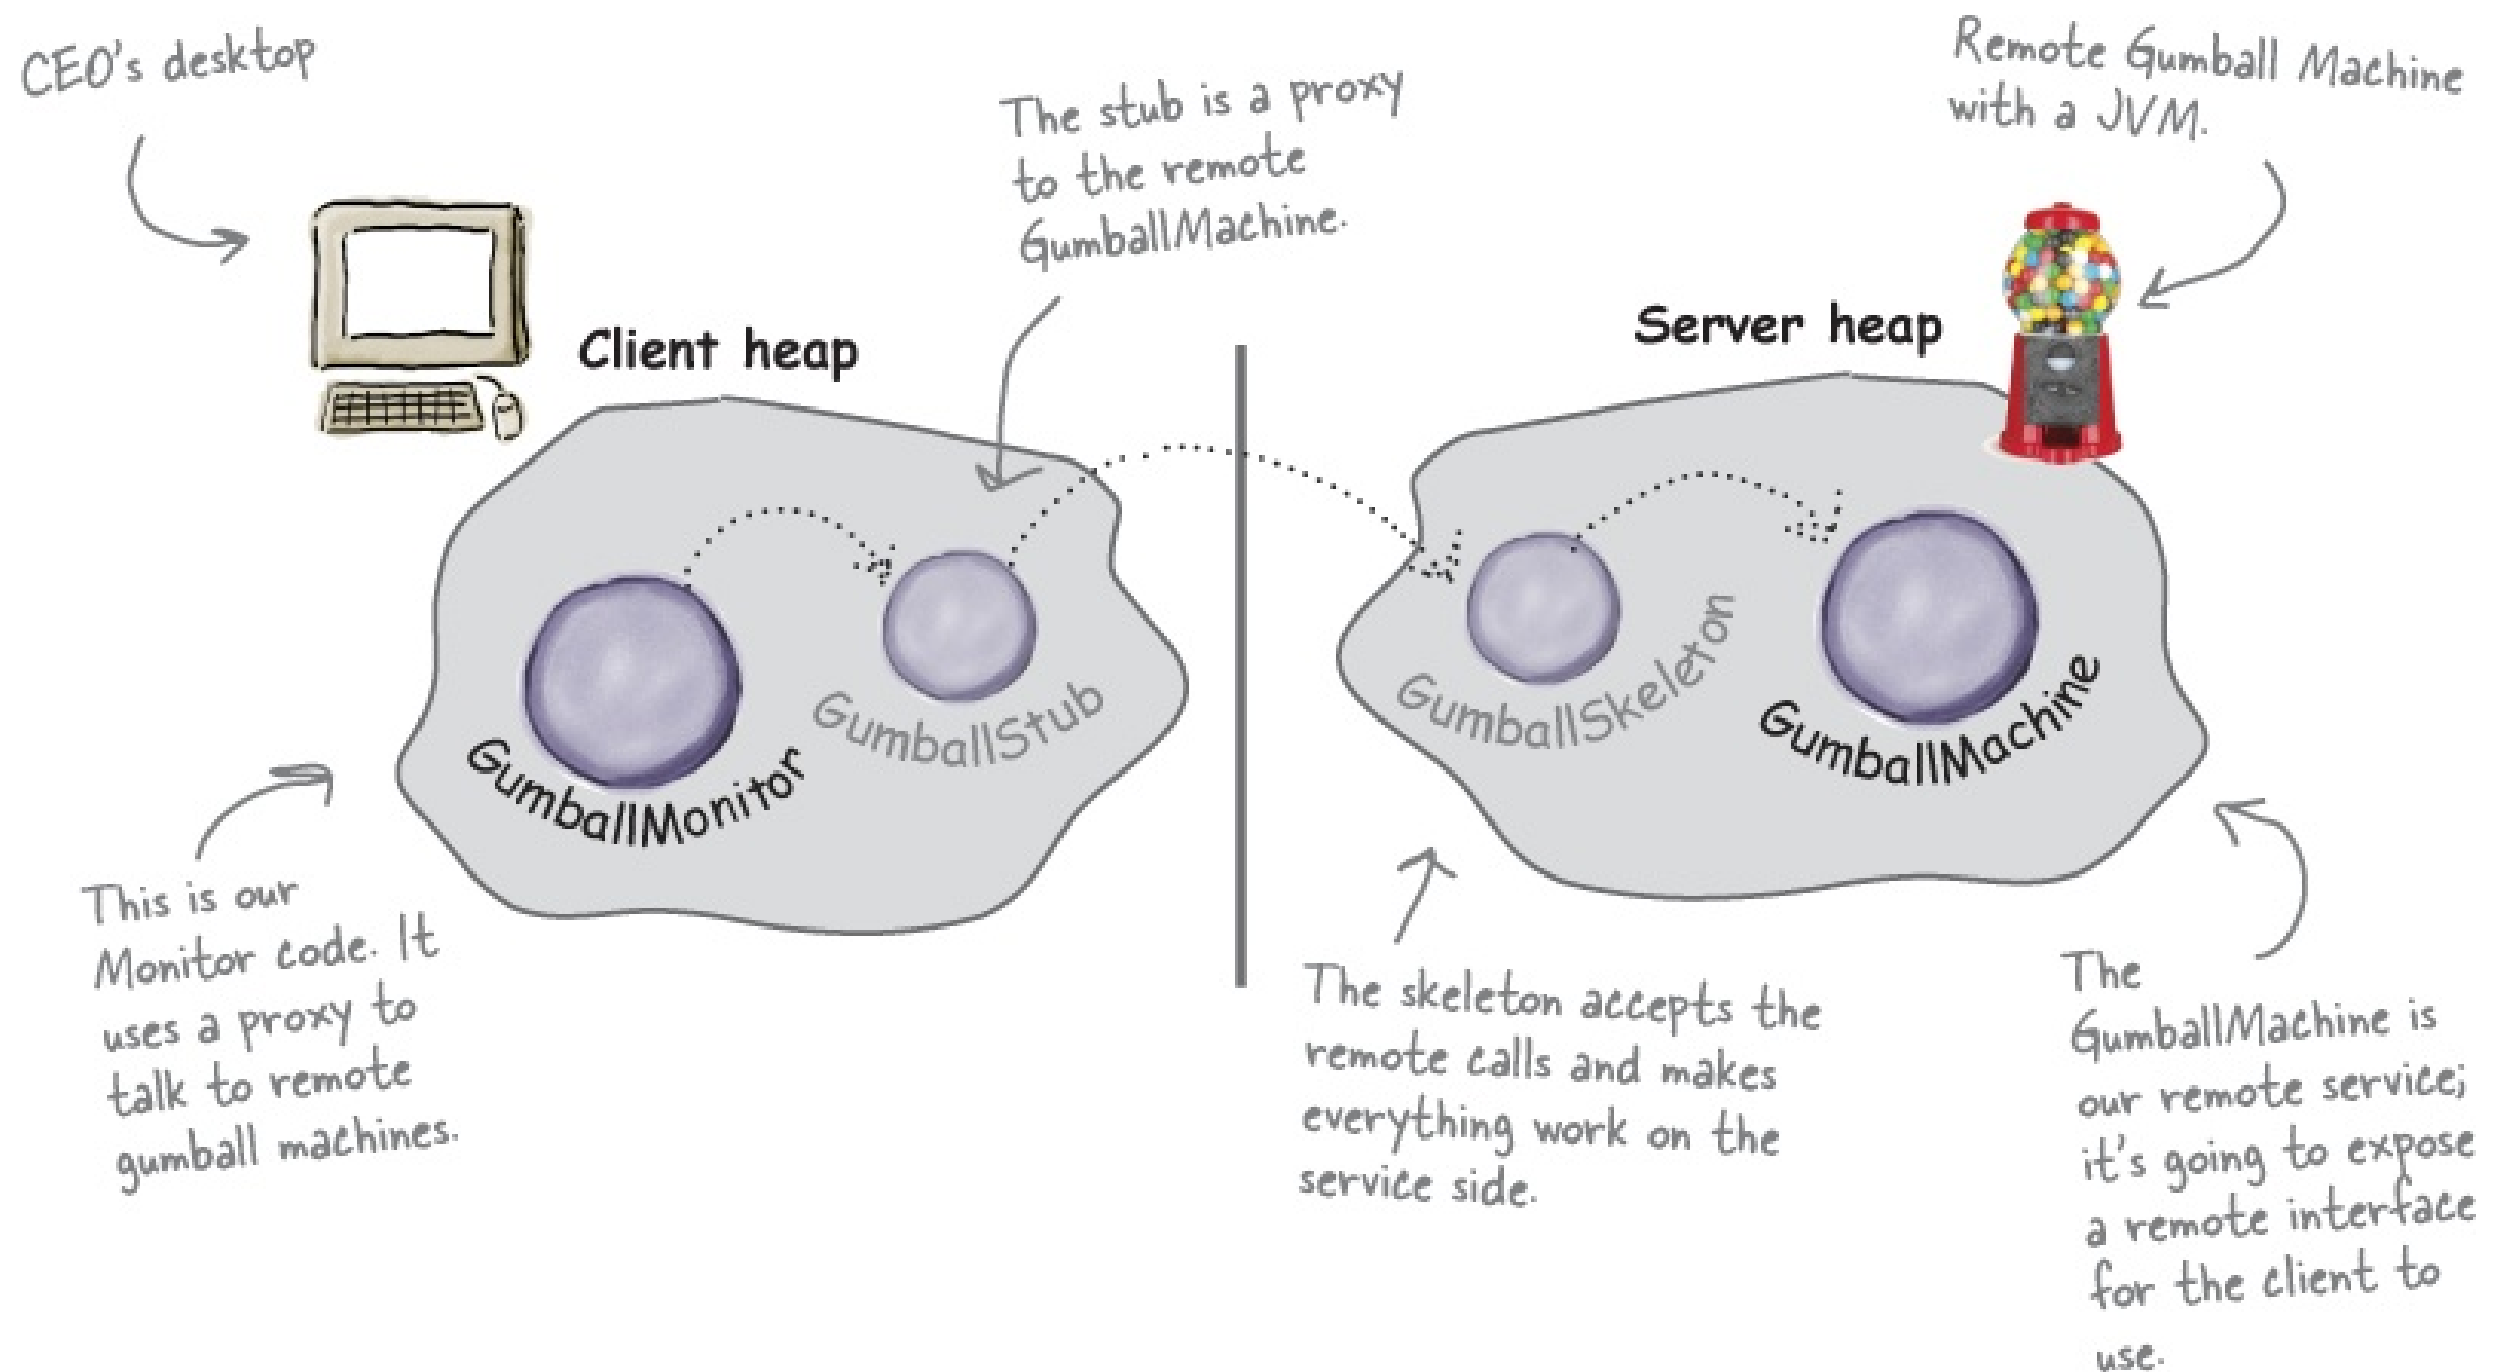 CEO's desktop
The stub is a proxy
to the remote
GumballMachine.
Remote Gumball Machine
with a JVM.
Client heap
Server heap
GumballMonitor
GumballStub
GumballSkeleton
GumballMachine
This is our
Monitor code. It
uses a proxy to
talk to remote
gumball machines.
The skeleton accepts the
remote calls and makes
everything work on the
service side.
The
GumballMachine is
our remote service;
it's going to expose
a remote interface
for the client to
use.